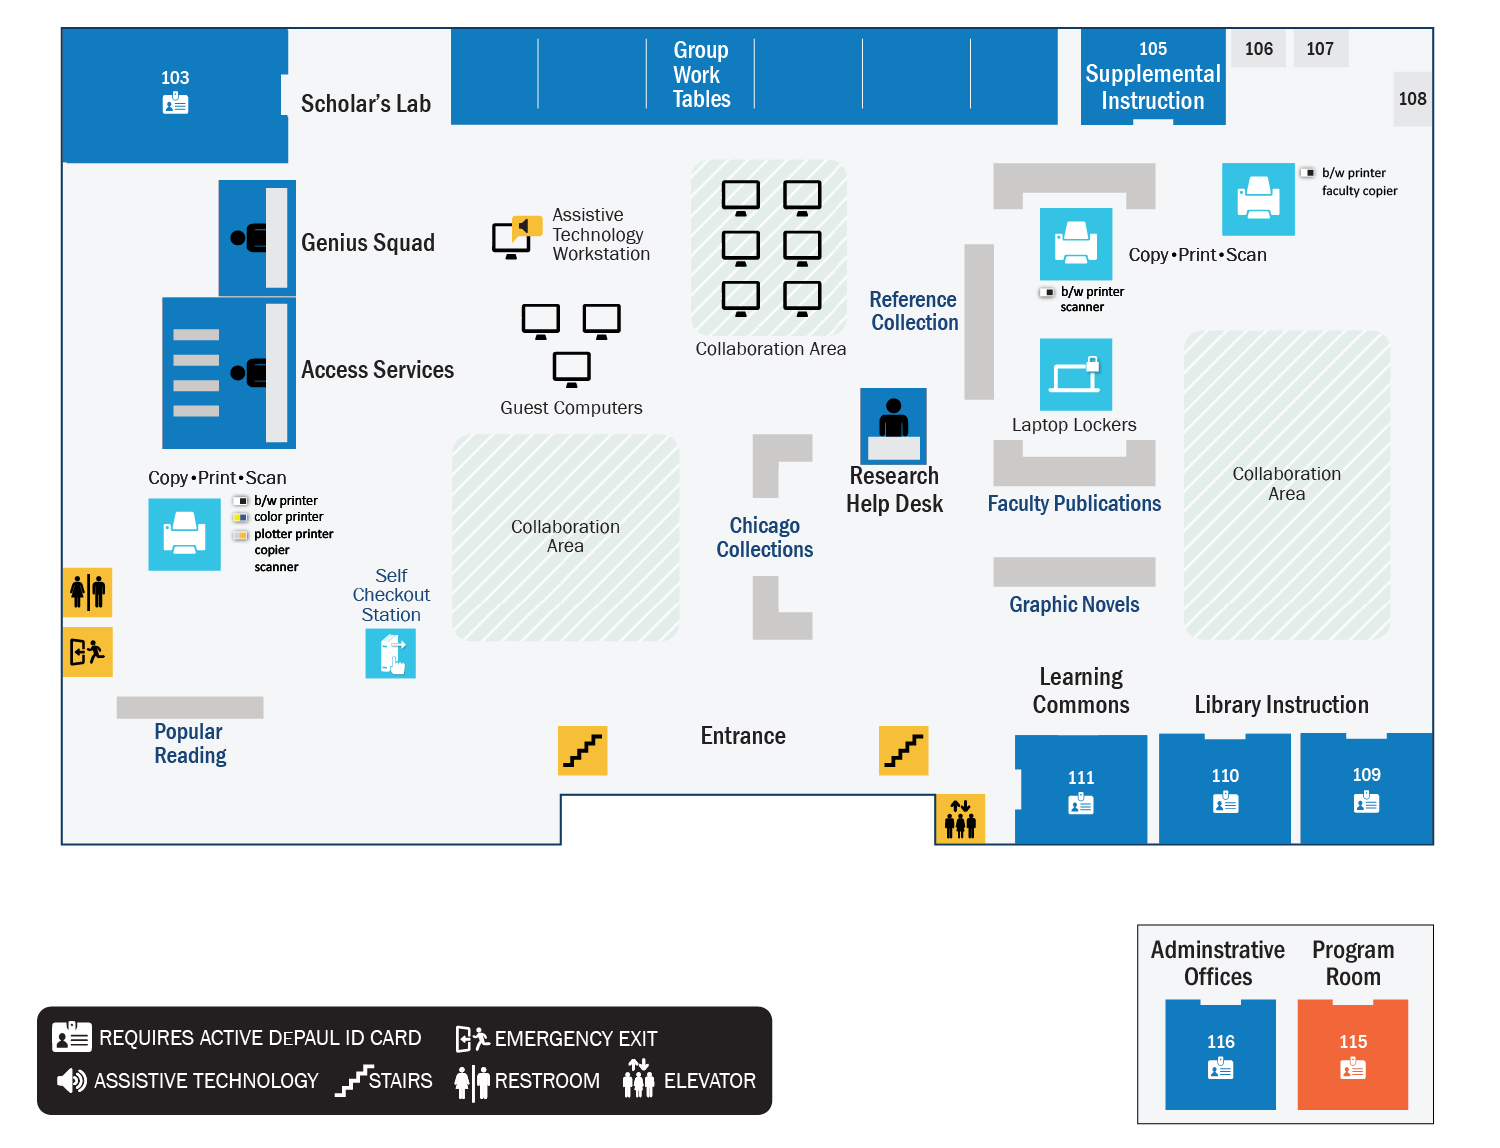 103
Scholar's Lab
Group
Work
Tables
105
Supplemental
Instruction
106
107
108
b/w printer
faculty copier
Genius Squad
Assistive
Technology
Workstation
Copy•Print•Scan
b/w printer
scanner
Reference
Collection
Collaboration Area
Access Services
Guest Computers
Laptop Lockers
Research
Help Desk
Collaboration
Area
Faculty Publications
Copy•Print•Scan
b/w printer
color printer
plotter printer
copier
scanner
Collaboration
Area
Chicago
Collections
Self
Checkout
Station
Graphic Novels
Learning
Commons
Library Instruction
Popular
Reading
Entrance
111
110
109
Adminstrative
Offices
Program
Room
116
115
REQUIRES ACTIVE DEPAUL ID CARD
EMERGENCY EXIT
ASSISTIVE TECHNOLOGY
STAIRS
RESTROOM
ELEVATOR